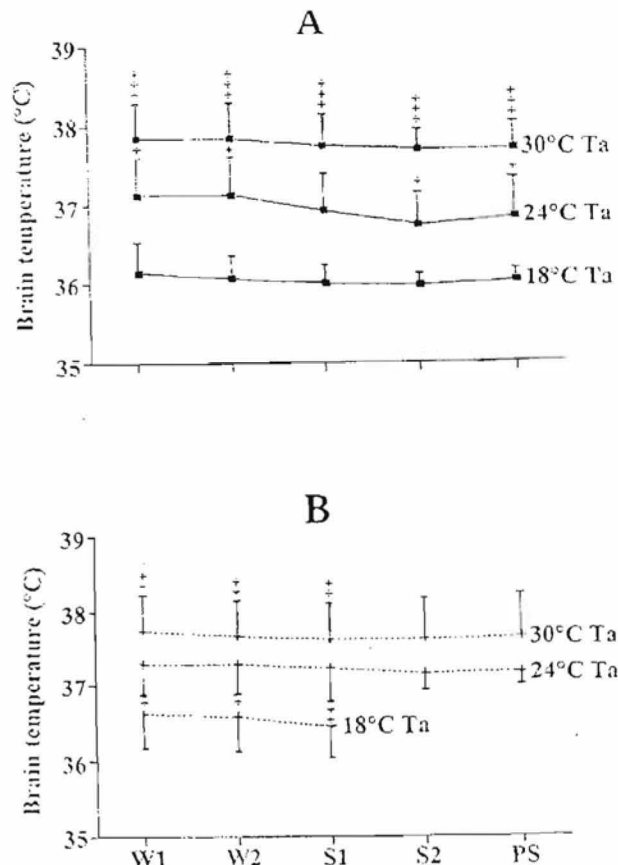 A
Brain temperature (°C)
39
38
37
36
35
30°C Ta
24°C Ta
18°C Ta
B
Brain temperature (°C)
39
38
37
36
35
30°C Ta
24°C Ta
18°C Ta
W1 W2 S1 S2 PS